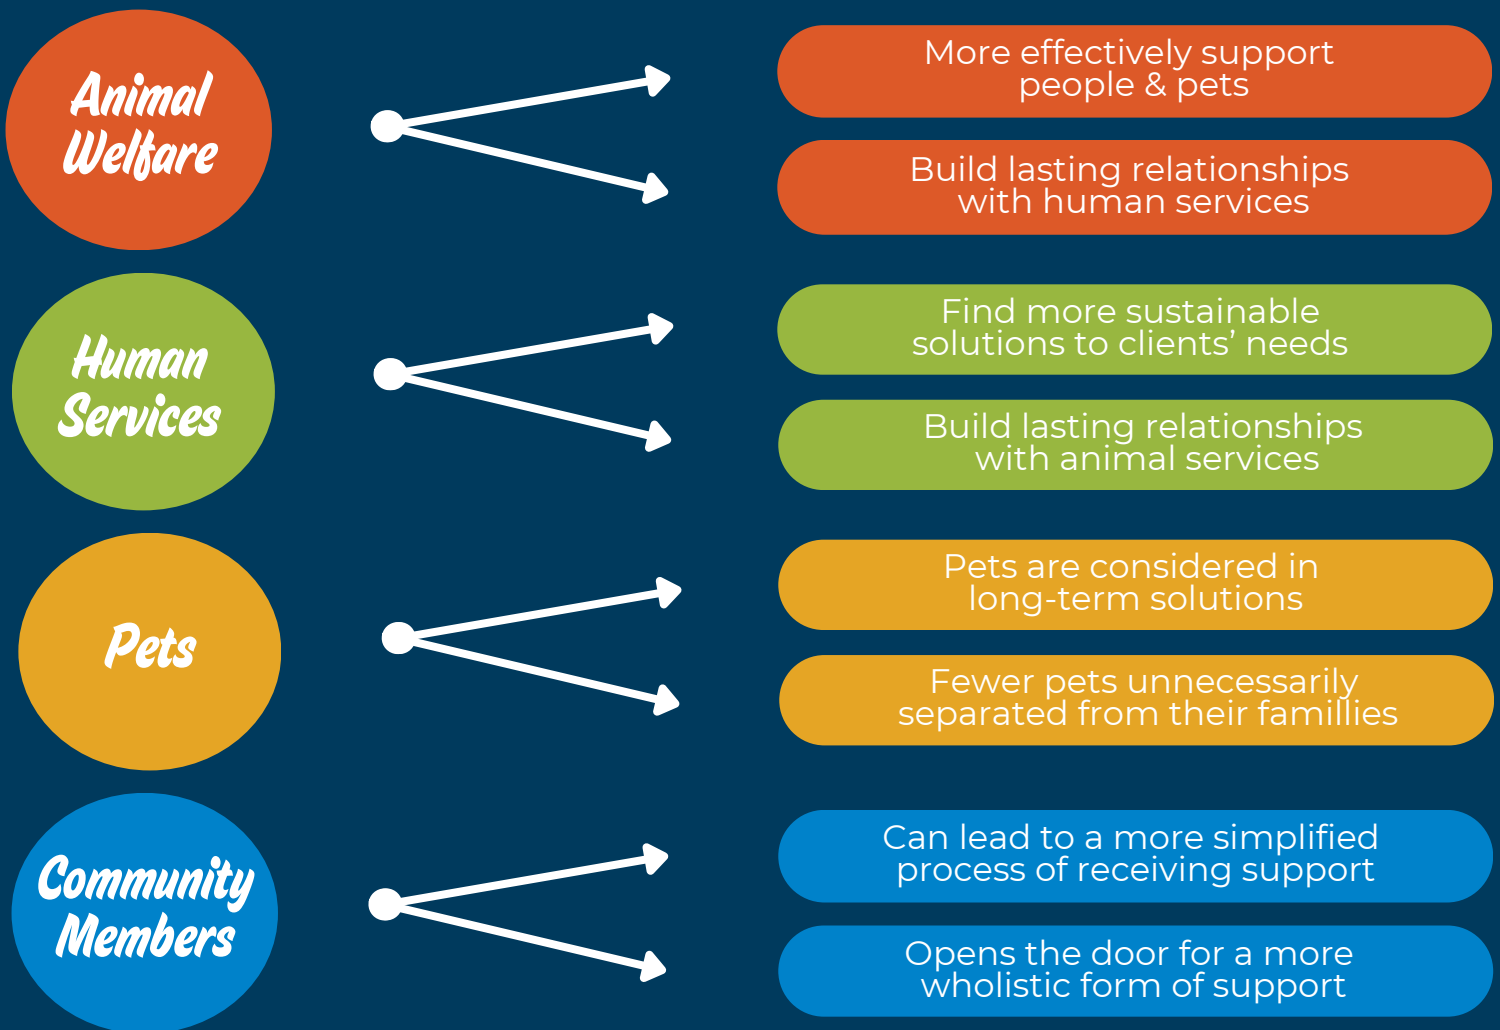 Animal
Welfare
More effectively support
people & pets
Build lasting relationships
with human services
Human
Services
Find more sustainable
solutions to clients’ needs
Build lasting relationships
with animal services
Pets
Pets are considered in
long-term solutions
Fewer pets unnecessarily
separated from their famillies
Community
Members
Can lead to a more simplified
process of receiving support
Opens the door for a more
wholistic form of support